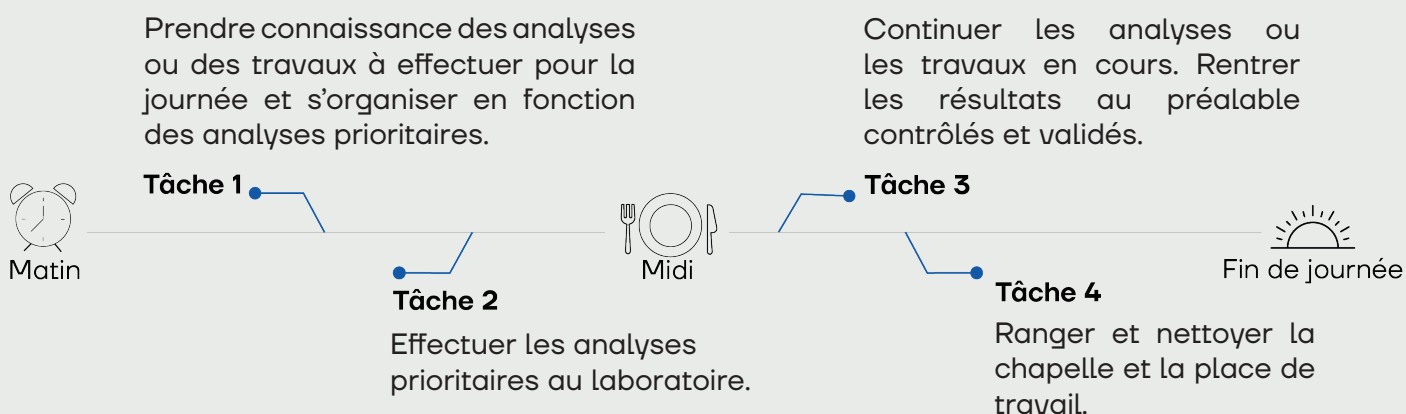 Prendre connaissance des analyses
ou des travaux à effectuer pour la
journée et s'organiser en fonction
des analyses prioritaires.
Tâche 1
Continuer les analyses ou
les travaux en cours. Rentrer
les résultats au préalable
contrôlés et validés.
Tâche 3
Matin
Midi
Fin de journée
Tâche 2
Effectuer les analyses
prioritaires au laboratoire.
Tâche 4
Ranger et nettoyer la
chapelle et la place de
travail.